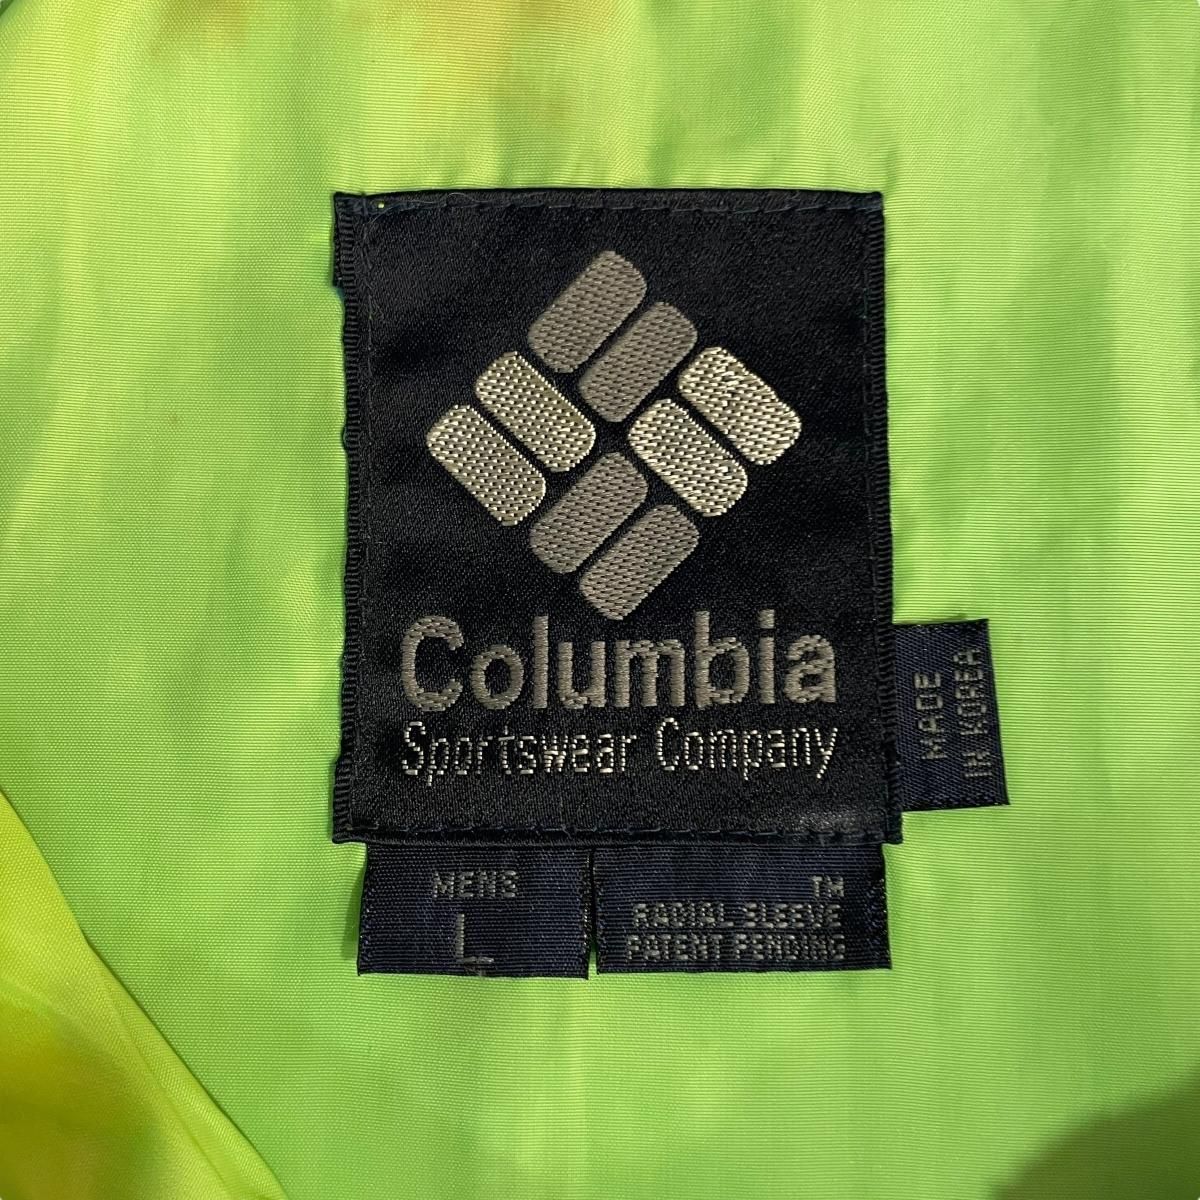 Columbia
Sportswear Company
MADE
IN KOREA
MENS
L
TM
RADIAL SLEEVE
PATENT PENDING